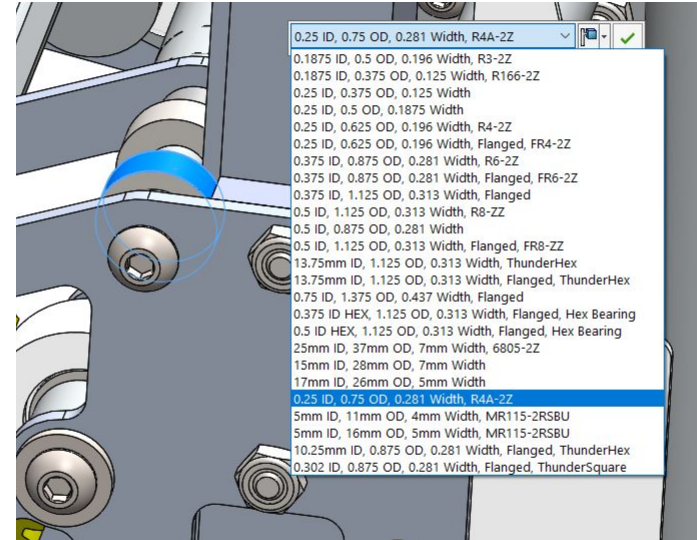 0.25 ID, 0.75 OD, 0.281 Width, R4A-2Z
0.1875 ID, 0.5 OD, 0.196 Width, R3-2Z
0.1875 ID, 0.375 OD, 0.125 Width, R166-2Z
0.25 ID, 0.375 OD, 0.125 Width
0.25 ID, 0.5 OD, 0.1875 Width
0.25 ID, 0.625 OD, 0.196 Width, R4-2Z
0.25 ID, 0.625 OD, 0.196 Width, Flanged, FR4-2Z
0.375 ID, 0.875 OD, 0.281 Width, R6-2Z
0.375 ID, 0.875 OD, 0.281 Width, Flanged, FR6-2Z
0.375 ID, 1.125 OD, 0.313 Width, Flanged
0.5 ID, 1.125 OD, 0.313 Width, R8-ZZ
0.5 ID, 0.875 OD, 0.281 Width
0.5 ID, 1.125 OD, 0.313 Width, Flanged, FR8-ZZ
13.75mm ID, 1.125 OD, 0.313 Width, ThunderHex
13.75mm ID, 1.125 OD, 0.313 Width, Flanged, ThunderHex
0.75 ID, 1.375 OD, 0.437 Width, Flanged
0.375 ID HEX, 1.125 OD, 0.313 Width, Flanged, Hex Bearing
0.5 ID HEX, 1.125 OD, 0.313 Width, Flanged, Hex Bearing
25mm ID, 37mm OD, 7mm Width, 6805-2Z
15mm ID, 28mm OD, 7mm Width
17mm ID, 26mm OD, 5mm Width
0.25 ID, 0.75 OD, 0.281 Width, R4A-2Z
5mm ID, 11mm OD, 4mm Width, MR115-2RSBU
5mm ID, 16mm OD, 5mm Width, MR115-2RSBU
10.25mm ID, 0.875 OD, 0.281 Width, Flanged, ThunderHex
0.302 ID, 0.875 OD, 0.281 Width, Flanged, ThunderSquare